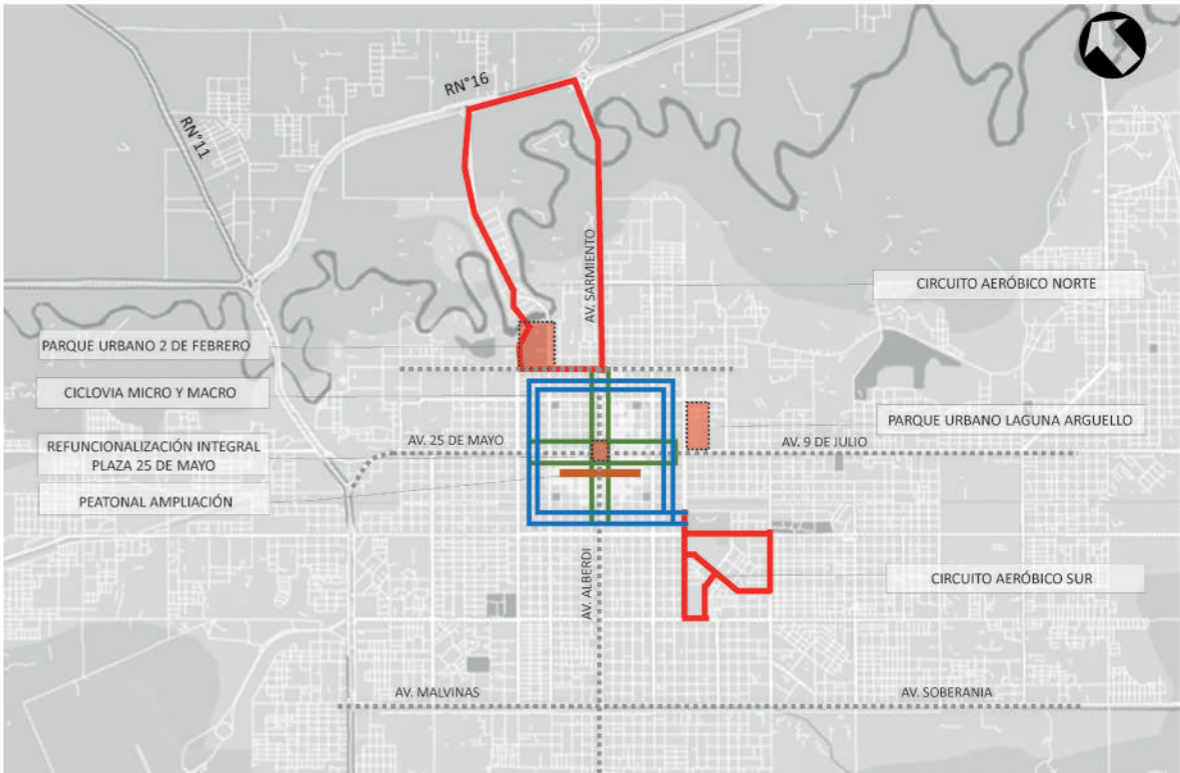 RN°16
RN°11
AV. SARMIENTO
CIRCUITO AERÓBICO NORTE
PARQUE URBANO 2 DE FEBRERO
CICLOVIA MICRO Y MACRO
PARQUE URBANO LAGUNA ARGUELLO
AV. 25 DE MAYO
AV. 9 DE JULIO
REFUNCIONALIZACIÓN INTEGRAL
PLAZA 25 DE MAYO
PEATONAL AMPLIACIÓN
AV. ALBERDI
CIRCUITO AERÓBICO SUR
AV. MALVINAS
AV. SOBERANIA